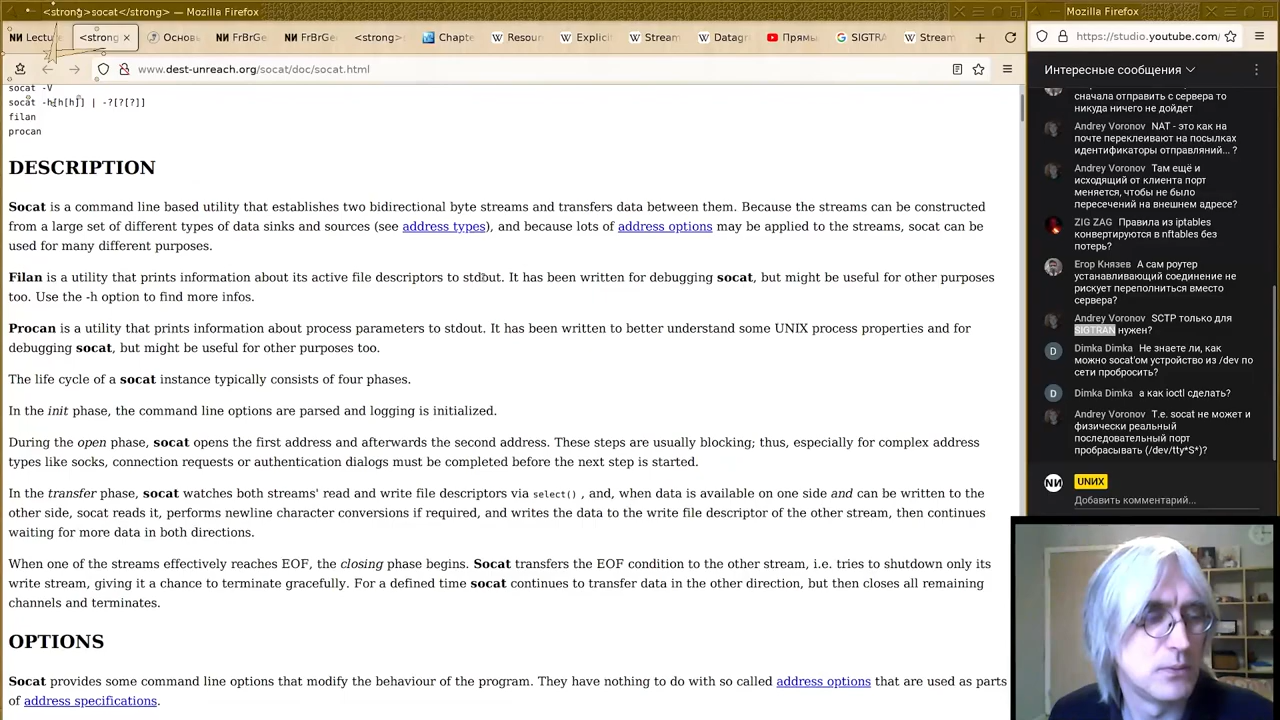 <strong>socat</strong> — Mozilla Firefox
Mozilla Firefox
Lectu
<strong
Основ
FrBrGe
FrBrGe
<strong>
Chapte
Resour
Explici
Stream
Datagr
Прямы
SIGTRA
Stream
www.dest-unreach.org/socat/doc/socat.html
https://studio.youtube.com/
socat -V
socat -h[h[h]] | -?[?[?]]
filan
procan
DESCRIPTION
Socat is a command line based utility that establishes two bidirectional byte streams and transfers data between them. Because the streams can be constructed
from a large set of different types of data sinks and sources (see address types), and because lots of address options may be applied to the streams, socat can be
used for many different purposes.
Filan is a utility that prints information about its active file descriptors to stdout. It has been written for debugging socat, but might be useful for other purposes
too. Use the -h option to find more infos.
Procan is a utility that prints information about process parameters to stdout. It has been written to better understand some UNIX process properties and for
debugging socat, but might be useful for other purposes too.
The life cycle of a socat instance typically consists of four phases.
In the init phase, the command line options are parsed and logging is initialized.
During the open phase, socat opens the first address and afterwards the second address. These steps are usually blocking; thus, especially for complex address
types like socks, connection requests or authentication dialogs must be completed before the next step is started.
In the transfer phase, socat watches both streams' read and write file descriptors via select() , and, when data is available on one side and can be written to the
other side, socat reads it, performs newline character conversions if required, and writes the data to the write file descriptor of the other stream, then continues
waiting for more data in both directions.
When one of the streams effectively reaches EOF, the closing phase begins. Socat transfers the EOF condition to the other stream, i.e. tries to shutdown only its
write stream, giving it a chance to terminate gracefully. For a defined time socat continues to transfer data in the other direction, but then closes all remaining
channels and terminates.
OPTIONS
Socat provides some command line options that modify the behaviour of the program. They have nothing to do with so called address options that are used as parts
of address specifications.
Интересные сообщения
сначала отправить с сервера то
никуда ничего не дойдет
Andrey Voronov NAT - это как на
почте переклеивают на посылках
идентификаторы отправляний... ?
Andrey Voronov Там ещё и
исходящий от клиента порт
меняется, чтобы не было
пересечений на внешнем адресе?
ZIG ZAG Правила из iptables
конвертируются в nftables без
потерь?
Егор Князев А сам роутер
устанавливающий соединение не
рискует переполниться вместо
сервера?
Andrey Voronov SCTP только для
SIGTRAN нужен?
Dimka Dimka Не знаете ли, как
можно socat'ом устройство из /dev по
сети пробросить?
Dimka Dimka а как ioctl сделать?
Andrey Voronov Т.е. socat не может и
физически реальный
последовательный порт
пробрасывать (/dev/tty*S*)?
UNИX
Добавить комментарий...